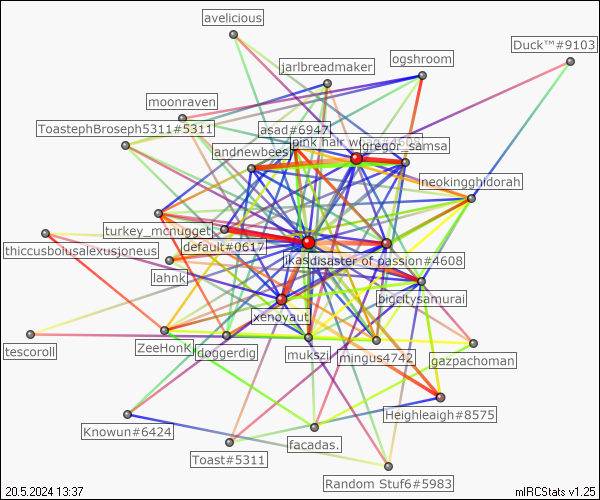 avelicious
Duck™#9103
ogshroom
jarlbreadmaker
moonraven
ToastephBroseph5311#5311
asad#6947
pink hair w
gregor_samsa
andnewbees
neokingghidorah
turkey_mcnugget
default#0617
thiccusbolusalexusjoneus
disaster of passion#4608
lahnk
bigcitysamurai
xenoyaut
ZeeHonk
doggerdig
mukszi
mingus4742
gazpachoman
tescoroll
Heighleaigh#8575
Knowun#6424
facadas.
Toast#5311
Random Stuf6#5983
20.5.2024 13:37
mIRCStats v1.25